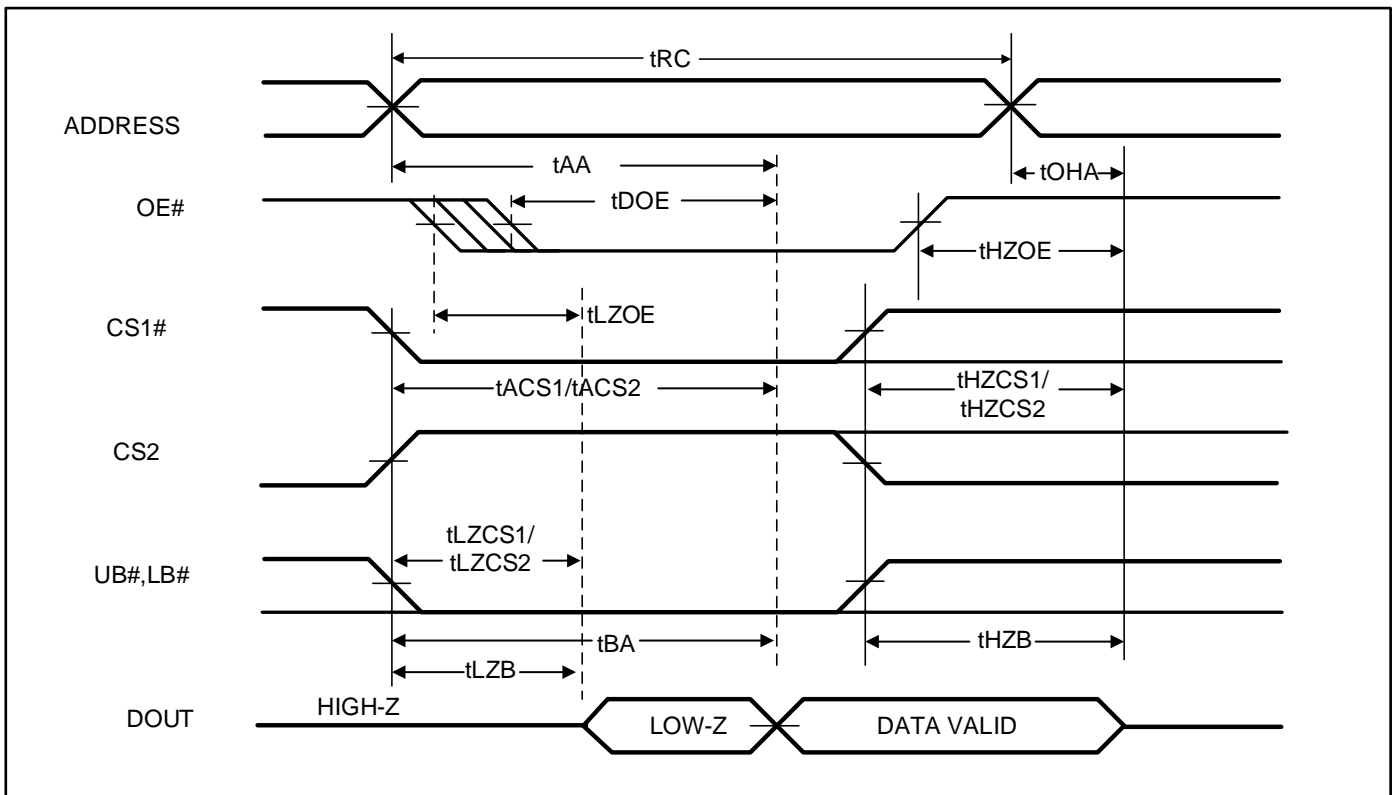 tRC
ADDRESS
tAA
tOHA
OE#
tDOE
tHZOE
tLZOE
CS1#
tACS1/tACS2
tHZCS1/
tHZCS2
CS2
tLZCS1/
tLZCS2
UB#,LB#
tBA
tHZB
tLZB
HIGH-Z
DOUT
LOW-Z
DATA VALID